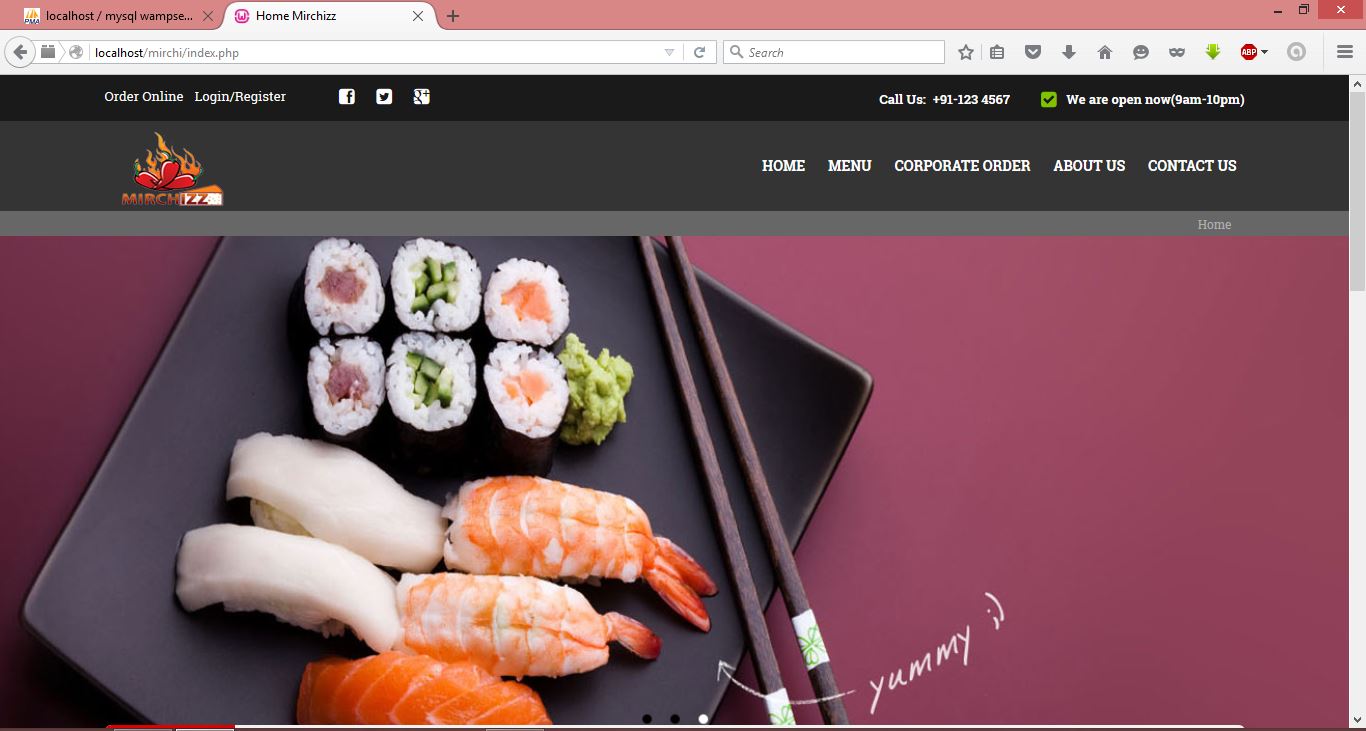 localhost / mysql wampse...
Home Mirchizz
localhost/mirchi/index.php
Search
ABP
Order Online Login/Register
Call Us: +91-123 4567
We are open now(9am-10pm)
MIRCHIZZ
HOME MENU CORPORATE ORDER ABOUT US CONTACT US
Home
yummy ;)